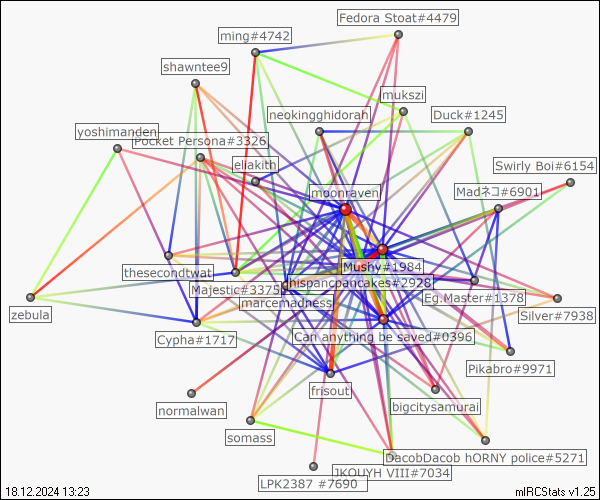 Fedora Stoat#4479
ming#4742
shawntee9
mukszi
neokingghidorah
Duck#1245
yoshimanden
Pocket Persona#3326
eliakith
Swirly Boi#6154
moonraven
Madネコ#6901
Mushy#1984
thesecondtwat
Majestic#3375
hispancpancakes#2928
Eg.Master#1378
marcemadness
zebula
Silver#7938
Cypha#1717
Can anything be saved#0396
Pikabro#9971
frisout
normalwan
bigcitysamurai
somass
DacobDacob hORNY police#5271
JKOUYH VIII#7034
LPK2387 #7690
18.12.2024 13:23
mIRCStats v1.25